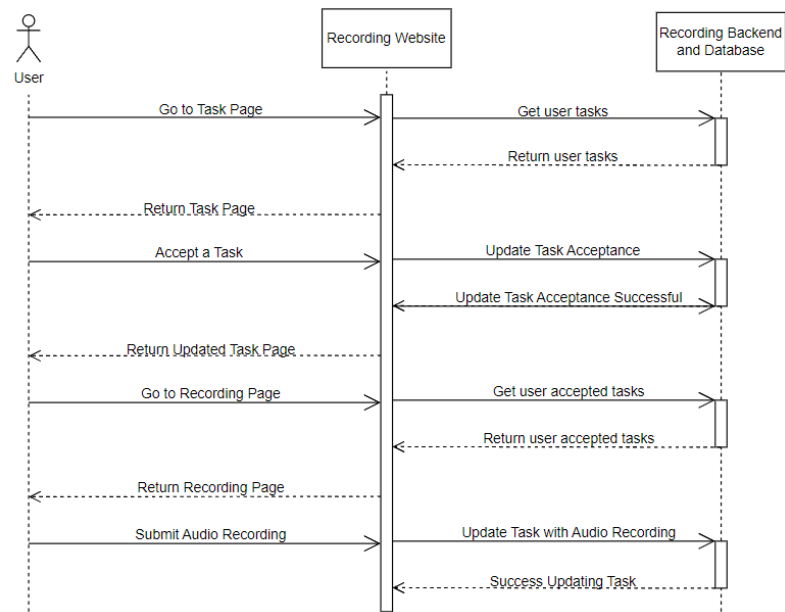 Recording Website
Recording Backend
and Database
User
Go to Task Page
Get user tasks
Return user tasks
Return Task Page
Accept a Task
Update Task Acceptance
Update Task Acceptance Successful
Return Updated Task Page
Go to Recording Page
Get user accepted tasks
Return user accepted tasks
Return Recording Page
Submit Audio Recording
Update Task with Audio Recording
Success Updating Task